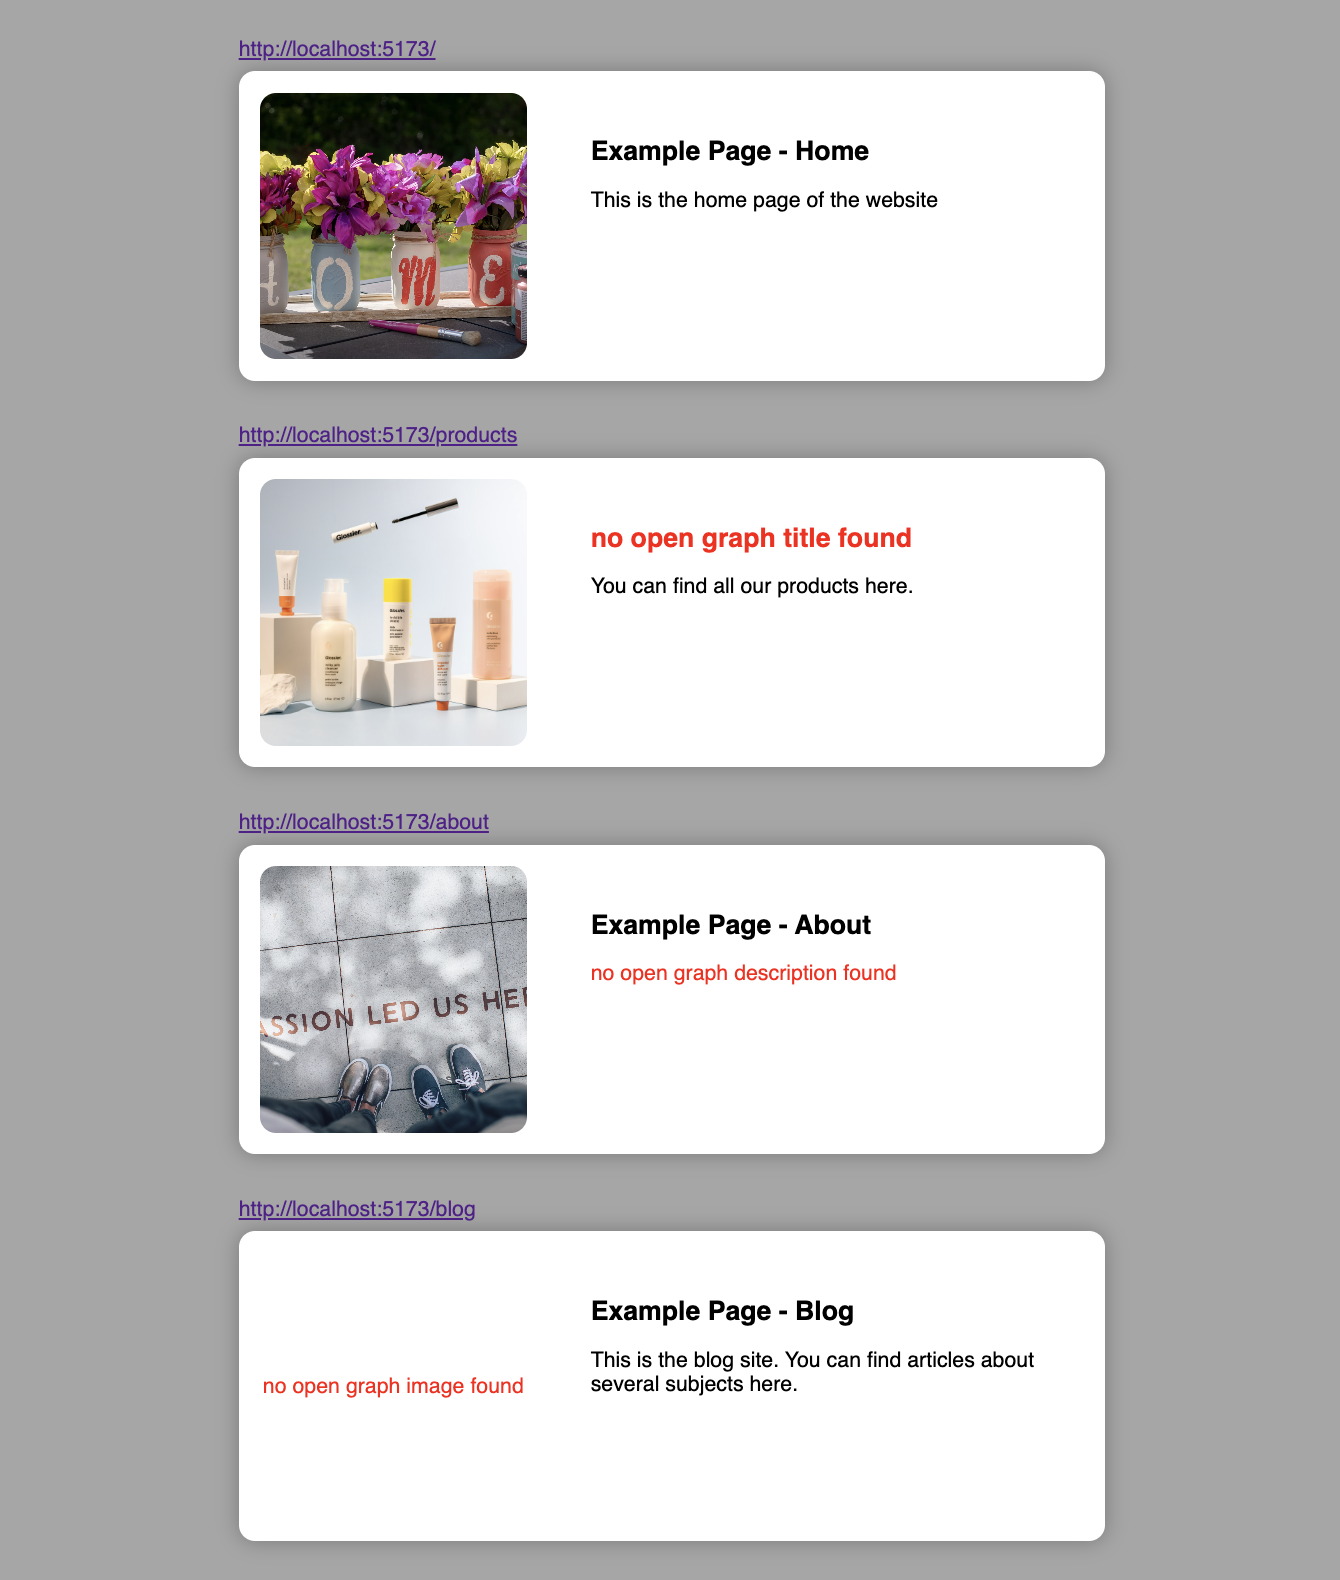 http://localhost:5173/
HOME
Example Page - Home
This is the home page of the website
http://localhost:5173/products
Glossier.
no open graph title found
You can find all our products here.
http://localhost:5173/about
ASSION LED US HE
Example Page - About
no open graph description found
http://localhost:5173/blog
no open graph image found
Example Page - Blog
This is the blog site. You can find articles about
several subjects here.